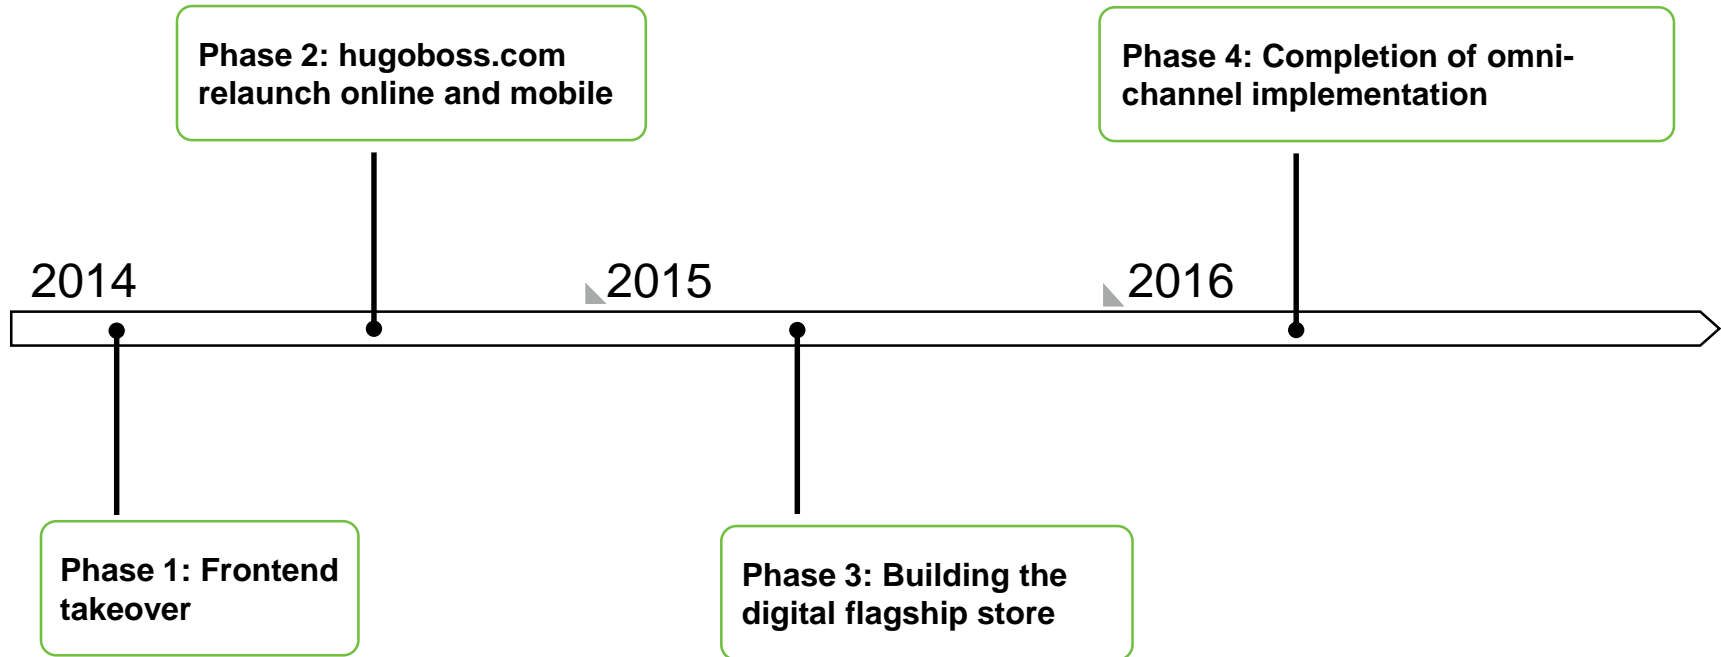 Phase 2: hugoboss.com
relaunch online and mobile
Phase 4: Completion of omni-
channel implementation
2014
2015
2016
Phase 1: Frontend
takeover
Phase 3: Building the
digital flagship store